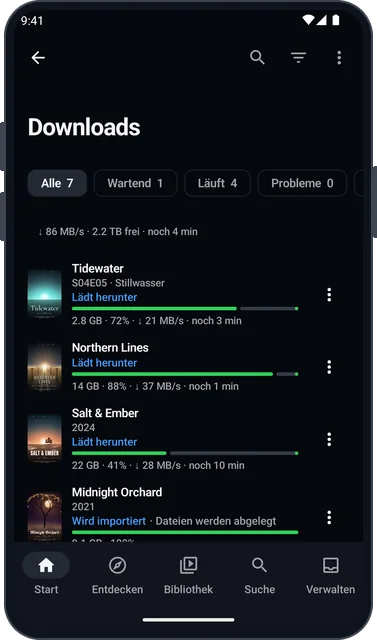 9:41
Downloads
Alle 7
Wartend 1
Läuft 4
Probleme 0
↓ 86 MB/s · 2.2 TB frei · noch 4 min
Tidewater
S04E05 · Stillwasser
Lädt herunter
2.8 GB · 72% · ↓ 21 MB/s · noch 3 min
Tidewater
Northern Lines
Lädt herunter
14 GB · 88% · ↓ 37 MB/s · noch 1 min
Salt & Ember
2024
Lädt herunter
22 GB · 41% · ↓ 28 MB/s · noch 10 min
SALT & EMBER
Midnight Orchard
2021
Wird importiert · Dateien werden abgelegt
Midnight Orchard
Start
Entdecken
Bibliothek
Suche
Verwalten